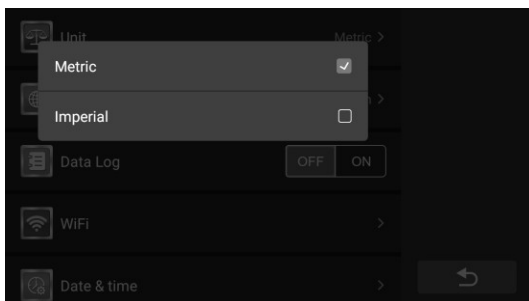 Unit Metric >
Metric
Imperial
Data Log OFF ON
WiFi >
Date & time >